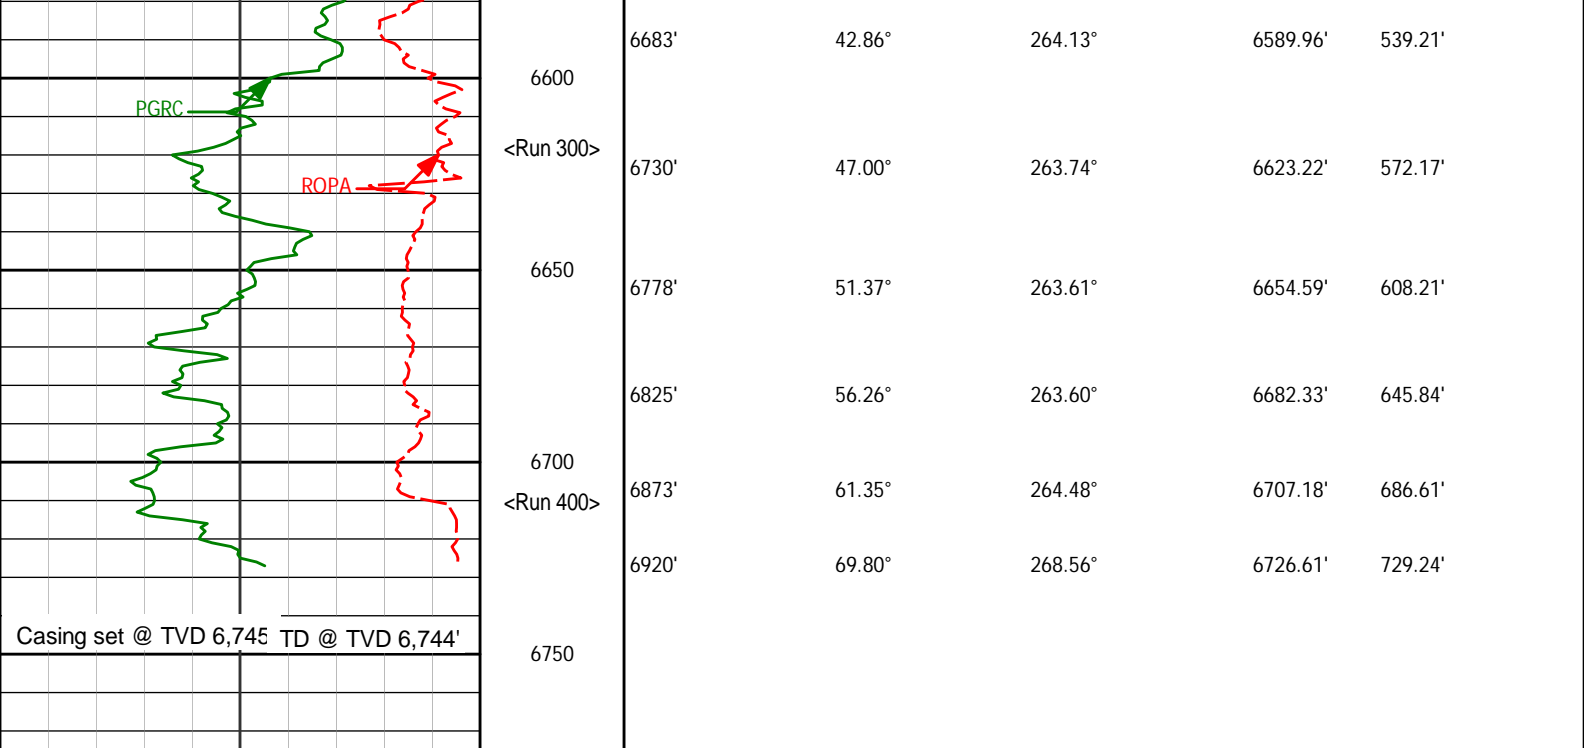 6683' 42.86° 264.13° 6589.96' 539.21'
6600
PGRC
<Run 300>
6730' 47.00° 263.74° 6623.22' 572.17'
ROPA
6650
6778' 51.37° 263.61° 6654.59' 608.21'
6825' 56.26° 263.60° 6682.33' 645.84'
6700
6873' 61.35° 264.48° 6707.18' 686.61'
<Run 400>
6920' 69.80° 268.56° 6726.61' 729.24'
Casing set @ TVD 6,745 TD @ TVD 6,744'
6750